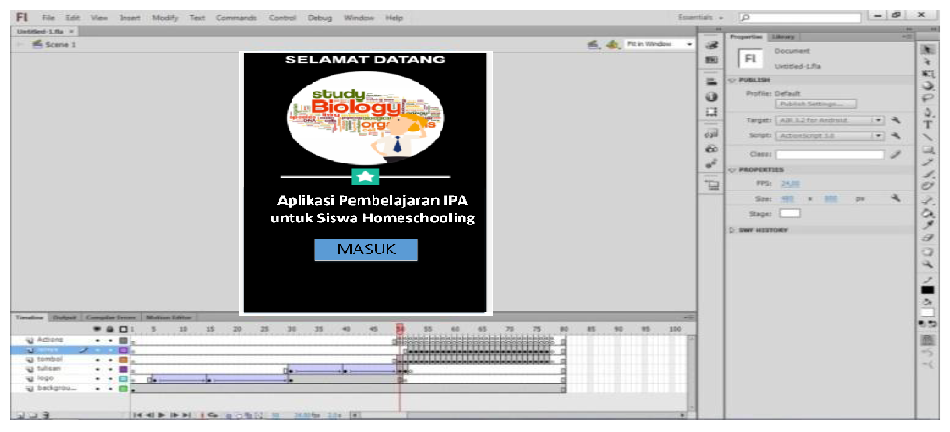 Fl File Edit View Insert Modify Text Commands Control Debug Window Help Essentials
Untitled-1.fla ×
Scene 1 Fit in Window
SELAMAT DATANG
study
Biology
Aplikasi Pembelajaran IPA
untuk Siswa Homeschooling
MASUK
Properties Library
Fl Document
Untitled-1.fla
PUBLISH
Profile: Default
Publish Settings...
Target: AIR 3.2 for Android
Script: ActionScript 3.0
Class:
PROPERTIES
FPS: 24,00
Size: 480 x 800 px
Stage:
SWF HISTORY
Timeline Output Compiler Errors Motion Editor
1 5 10 15 20 25 30 35 40 45 50 55 60 65 70 75 80 85 90 95 100
Actions
tombol
tulisan
logo
backgrou...
50 24,00 fps 2,0 s